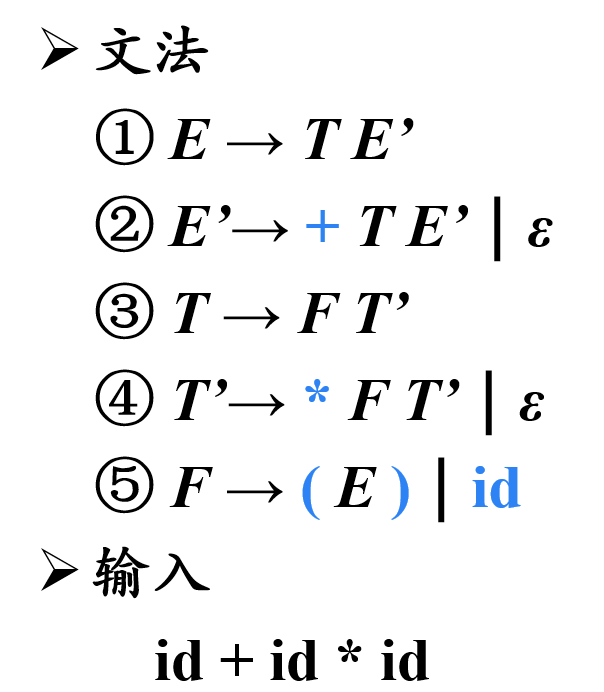 ➢ 文法
① E → T E’
② E’→ + T E’ | ε
③ T → F T’
④ T’→ * F T’ | ε
⑤ F → ( E ) | id
➢ 输入
id + id * id